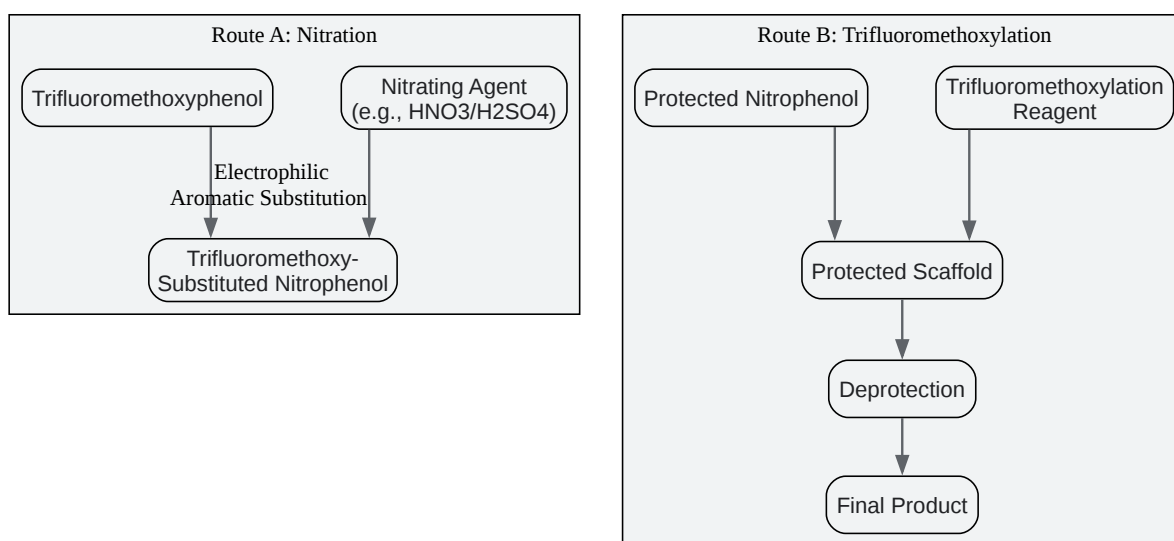 Route A: Nitration
Trifluoromethoxyphenol
Nitrating Agent
(e.g., HNO3/H2SO4)
Electrophilic
Aromatic Substitution
Trifluoromethoxy-
Substituted Nitrophenol
Route B: Trifluoromethoxylation
Protected Nitrophenol
Trifluoromethoxylation
Reagent
Protected Scaffold
Deprotection
Final Product